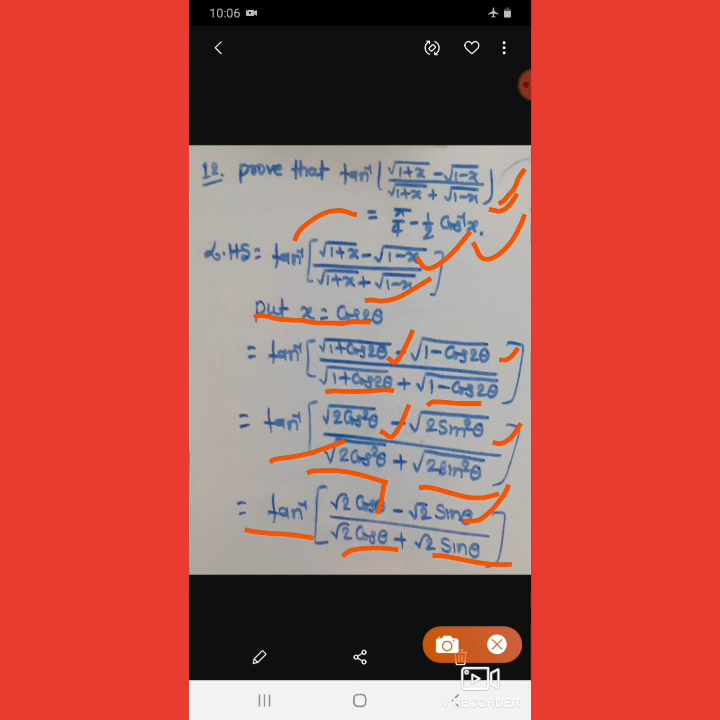 10:06
12. prove that tan⁻¹(√1+x - √1-x / √1+x + √1-x)
= π/4 - 1/2 Cos⁻¹x.
L.HS = tan⁻¹[√1+x - √1-x / √1+x + √1-x]
put x = Cos2θ
= tan⁻¹[√1+Cos2θ - √1-Cos2θ / √1+Cos2θ + √1-Cos2θ]
= tan⁻¹[√2Cos²θ - √2Sin²θ / √2Cos²θ + √2Sin²θ]
= tan⁻¹[√2 Cosθ - √2 Sinθ / √2 Cosθ + √2 Sinθ]
VRECORDER